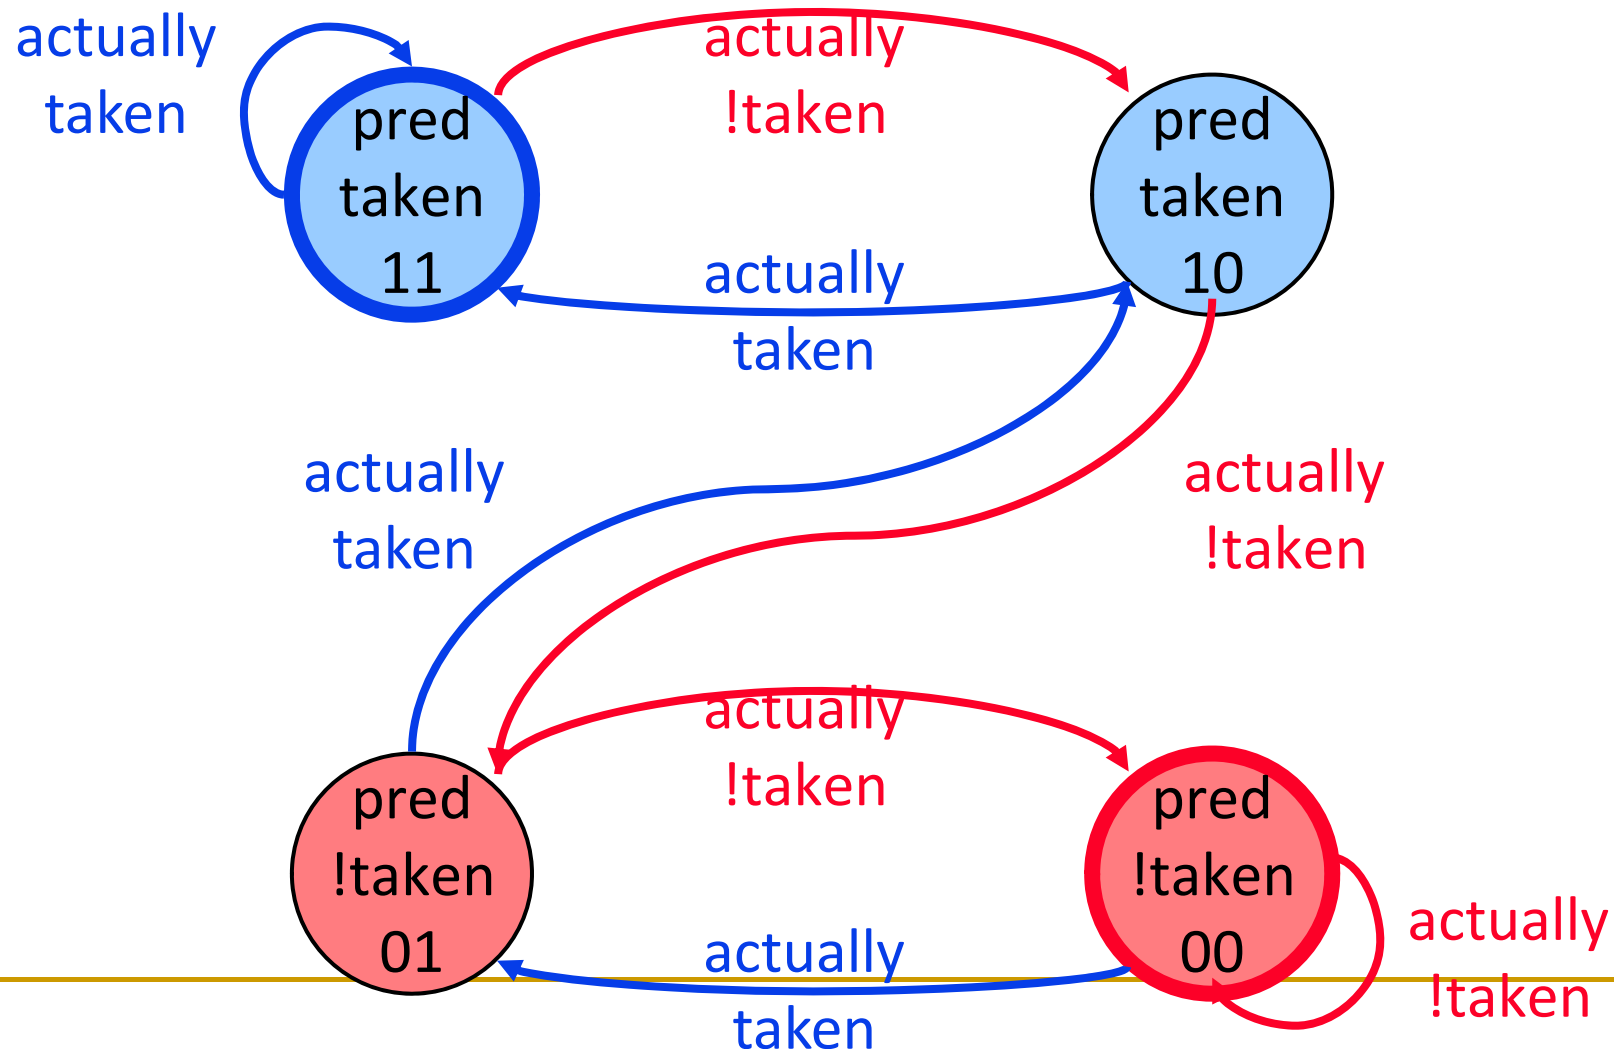 actually
taken
pred
taken
11
actually
!taken
pred
taken
10
actually
taken
actually
taken
actually
!taken
pred
!taken
01
actually
!taken
pred
!taken
00
actually
taken
actually
!taken